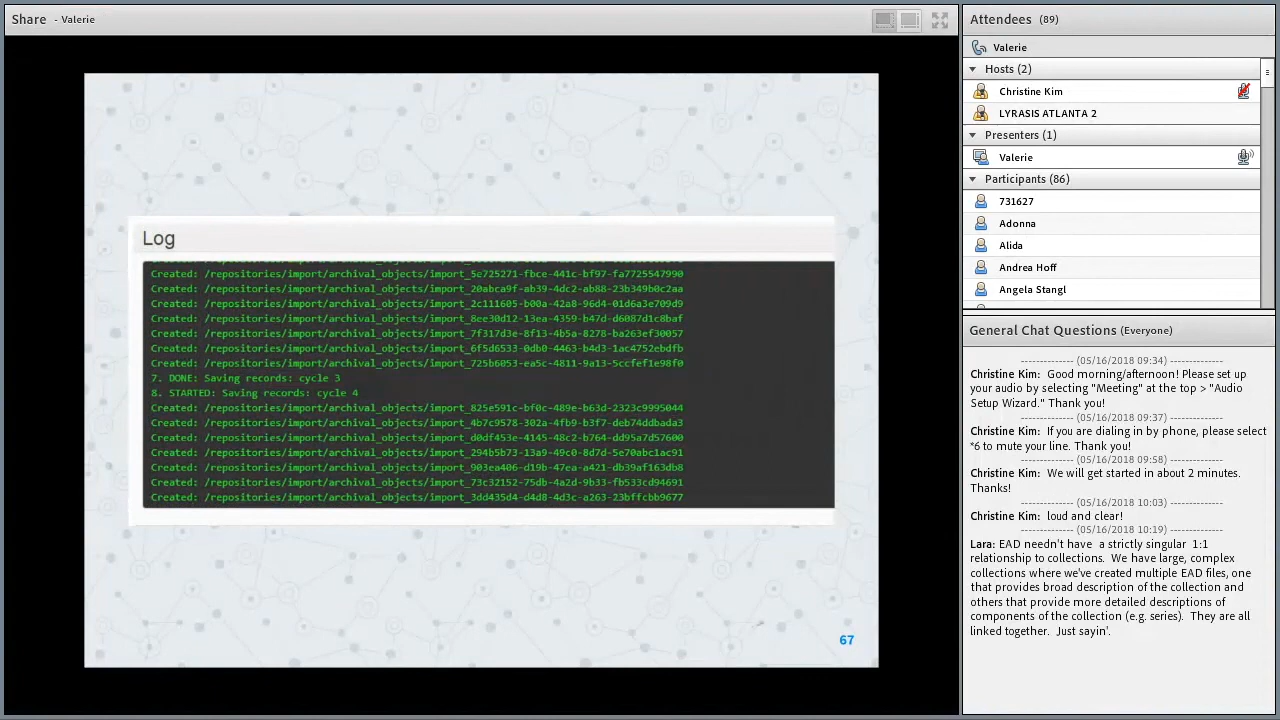 Share - Valerie
Log
Created: /repositories/import/archival_objects/import_5e725271-fbce-441c-bf97-fa7725547990
Created: /repositories/import/archival_objects/import_20abca9f-ab39-4dc2-ab88-23b349b0c2aa
Created: /repositories/import/archival_objects/import_2c111605-b00a-42a8-96d4-01d6a3e709d9
Created: /repositories/import/archival_objects/import_8ee30d12-13ea-4359-b47d-d6087d1c8baf
Created: /repositories/import/archival_objects/import_7f317d3e-8f13-4b5a-8278-ba263ef30057
Created: /repositories/import/archival_objects/import_6f5d6533-0db0-4463-b4d3-1ac4752ebdfb
Created: /repositories/import/archival_objects/import_725b6053-ea5c-4811-9a13-5ccfef1e98f0
7. DONE: Saving records: cycle 3
8. STARTED: Saving records: cycle 4
Created: /repositories/import/archival_objects/import_825e591c-bf0c-489e-b63d-2323c9995044
Created: /repositories/import/archival_objects/import_4b7c9578-302a-4fb9-b3f7-deb74ddbada3
Created: /repositories/import/archival_objects/import_d0df453e-4145-48c2-b764-dd95a7d57600
Created: /repositories/import/archival_objects/import_294b5b73-13a9-49c0-8d7d-5e70abc1ac91
Created: /repositories/import/archival_objects/import_903ea406-d19b-47ea-a421-db39af163db8
Created: /repositories/import/archival_objects/import_73c32152-75db-4a2d-9b33-fb533cd94691
Created: /repositories/import/archival_objects/import_3dd435d4-d4d8-4d3c-a263-23bffcbb9677
67
Attendees (89)
Valerie
Hosts (2)
Christine Kim
LYRASIS ATLANTA 2
Presenters (1)
Valerie
Participants (86)
731627
Adonna
Alida
Andrea Hoff
Angela Stangl
General Chat Questions (Everyone)
-------------- (05/16/2018 09:34) --------------
Christine Kim: Good morning/afternoon! Please set up
your audio by selecting "Meeting" at the top > "Audio
Setup Wizard." Thank you!
-------------- (05/16/2018 09:37) --------------
Christine Kim: If you are dialing in by phone, please select
*6 to mute your line. Thank you!
-------------- (05/16/2018 09:58) --------------
Christine Kim: We will get started in about 2 minutes.
Thanks!
-------------- (05/16/2018 10:03) --------------
Christine Kim: loud and clear!
-------------- (05/16/2018 10:19) --------------
Lara: EAD needn't have a strictly singular 1:1
relationship to collections. We have large, complex
collections where we've created multiple EAD files, one
that provides broad description of the collection and
others that provide more detailed descriptions of
components of the collection (e.g. series). They are all
linked together. Just sayin'.